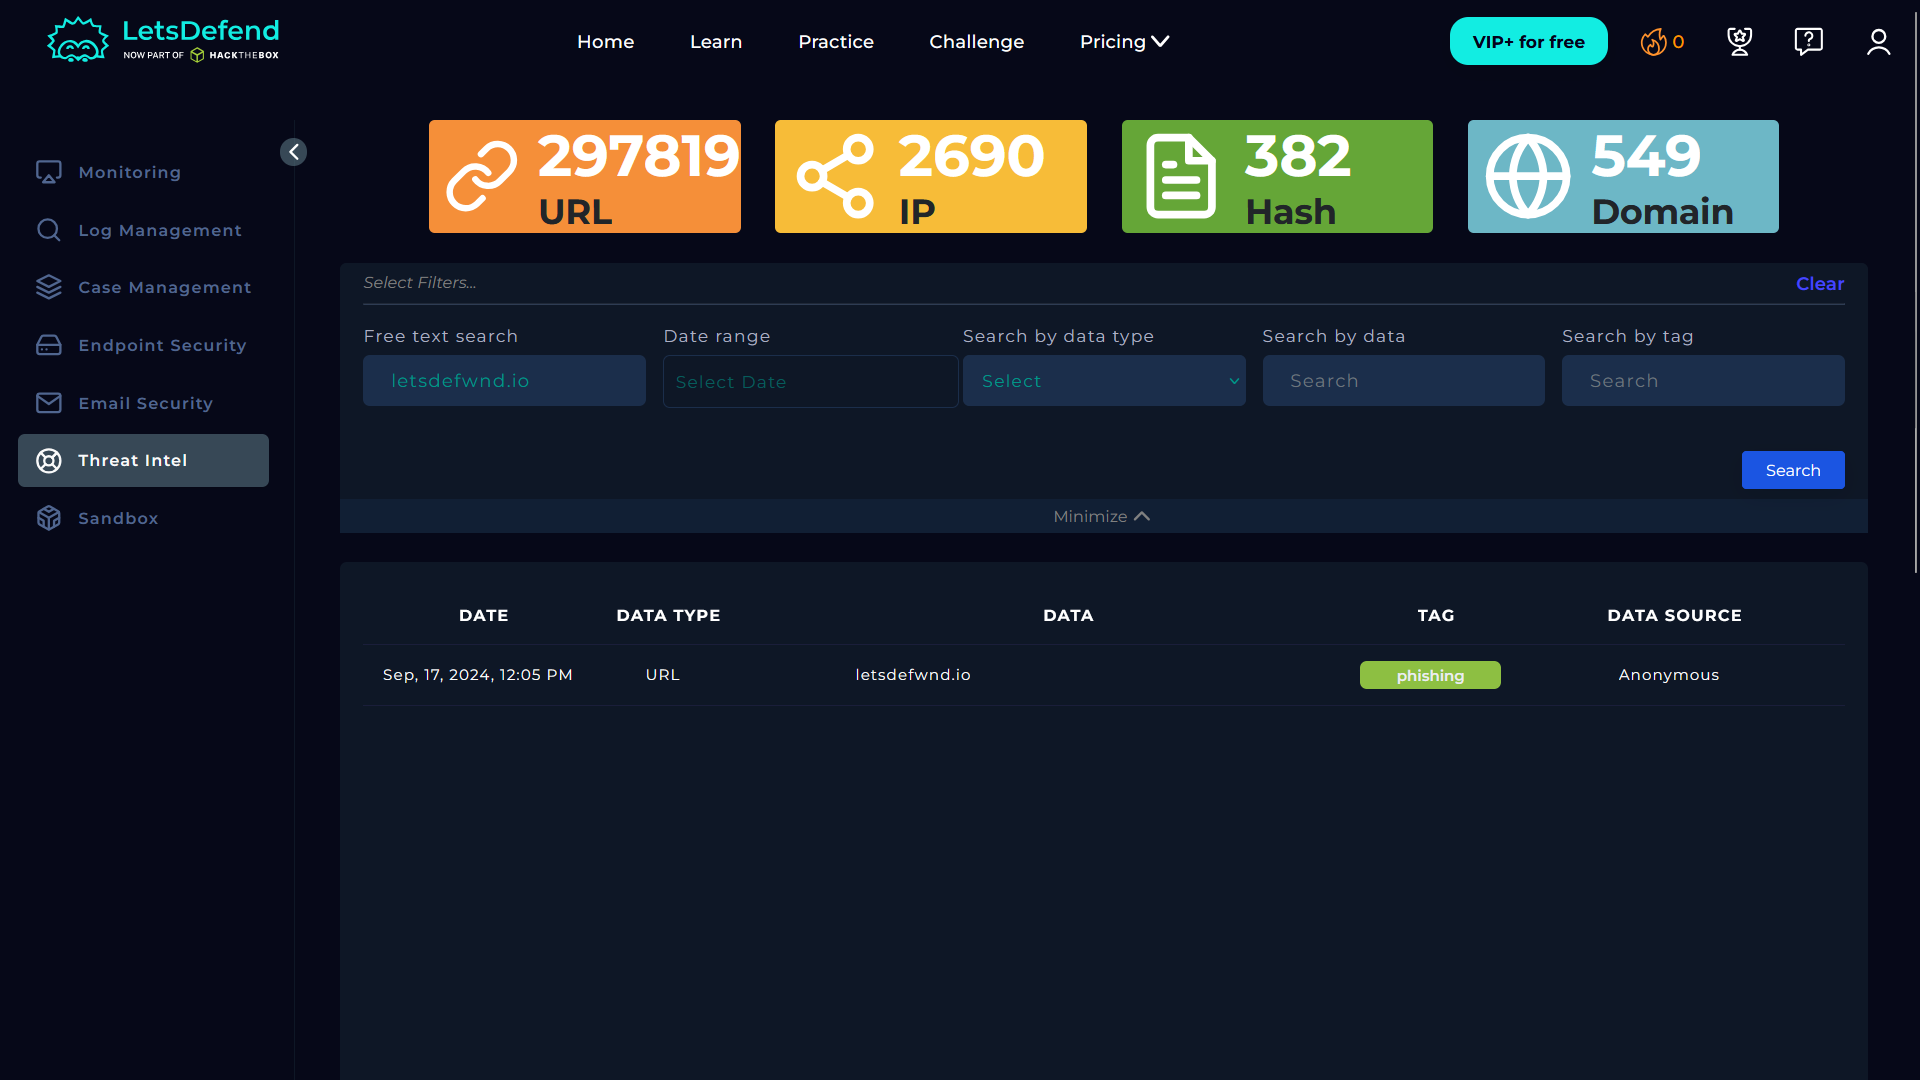 LetsDefend
NOW PART OF HACKTHEBOX
Home
Learn
Practice
Challenge
Pricing
VIP+ for free
0
Monitoring
Log Management
Case Management
Endpoint Security
Email Security
Threat Intel
Sandbox
297819
URL
2690
IP
382
Hash
549
Domain
Select Filters...
Clear
Free text search
Date range
Search by data type
Search by data
Search by tag
letsdefwnd.io
Select Date
Select
Search
Search
Search
Minimize
DATE DATA TYPE DATA TAG DATA SOURCE
Sep, 17, 2024, 12:05 PM URL letsdefwnd.io phishing Anonymous